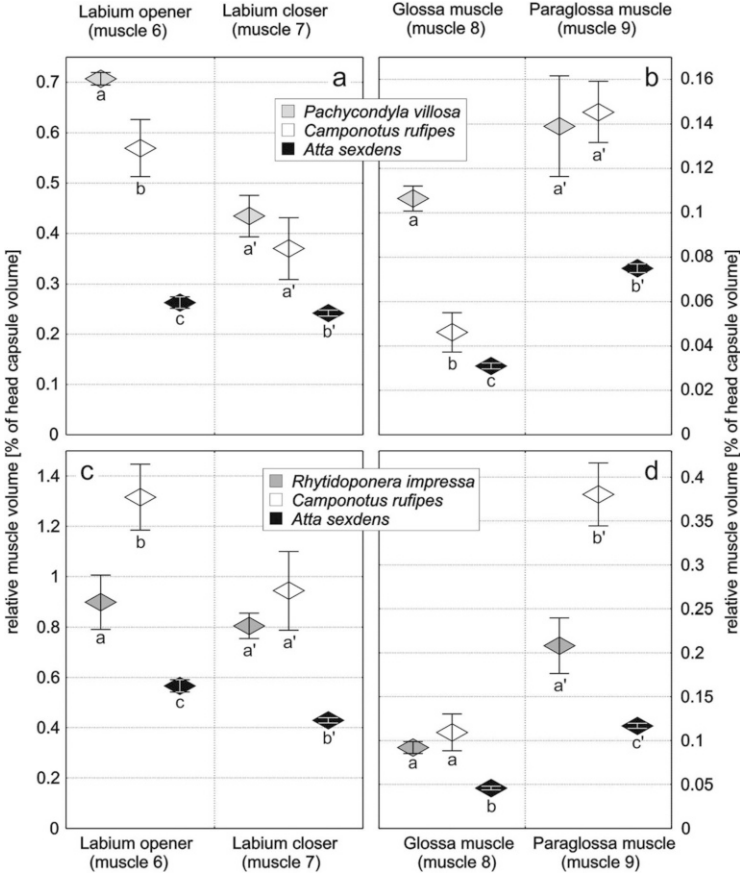 Labium opener Labium closer Glossa muscle Paraglossa muscle
(muscle 6) (muscle 7) (muscle 8) (muscle 9)
relative muscle volume [% of head capsule volume]
0.7
0.6
0.5
0.4
0.3
0.2
0.1
0
a
a
b
c
a'
a'
b'
Pachycondyla villosa
Camponotus rufipes
Atta sexdens
b
a
b
c
a'
a'
b'
0.16
0.14
0.12
0.1
0.08
0.06
0.04
0.02
0
relative muscle volume [% of head capsule volume]
1.4
1.2
1
0.8
0.6
0.4
0.2
0
c
a
b
c
a'
a'
b'
Rhytidoponera impressa
Camponotus rufipes
Atta sexdens
d
a
a
b
a'
b'
c'
0.4
0.35
0.3
0.25
0.2
0.15
0.1
0.05
0
Labium opener Labium closer Glossa muscle Paraglossa muscle
(muscle 6) (muscle 7) (muscle 8) (muscle 9)